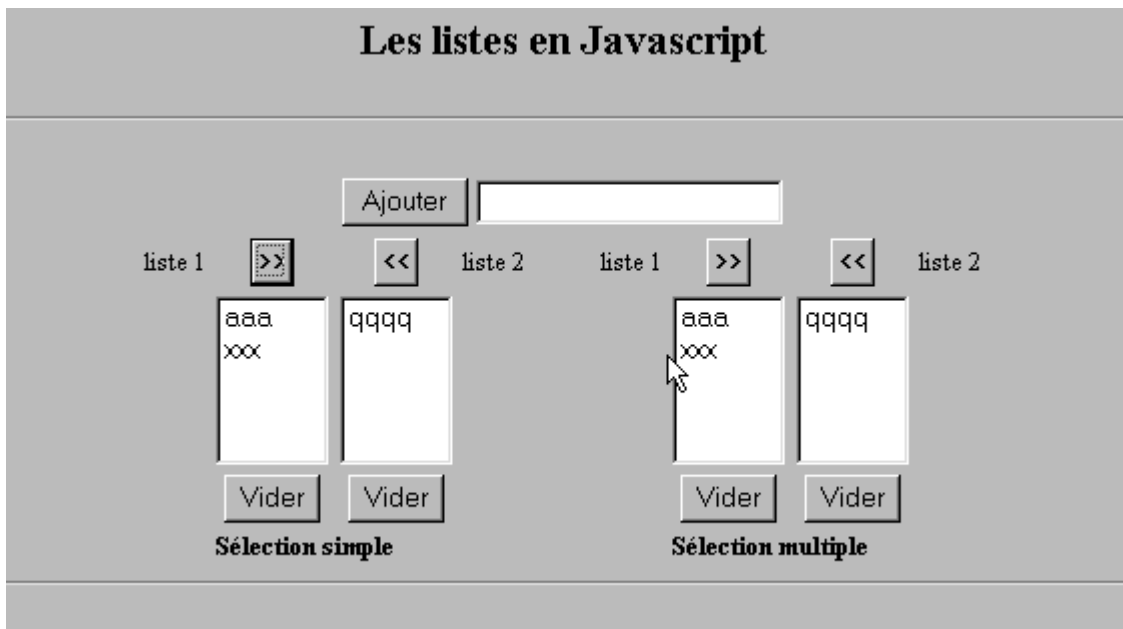 Les listes en Javascript
Ajouter
liste 1 >> << liste 2 liste 1 >> << liste 2
aaa qqqq aaa qqqq
xxx xxx
Vider Vider Vider Vider
Sélection simple Sélection multiple